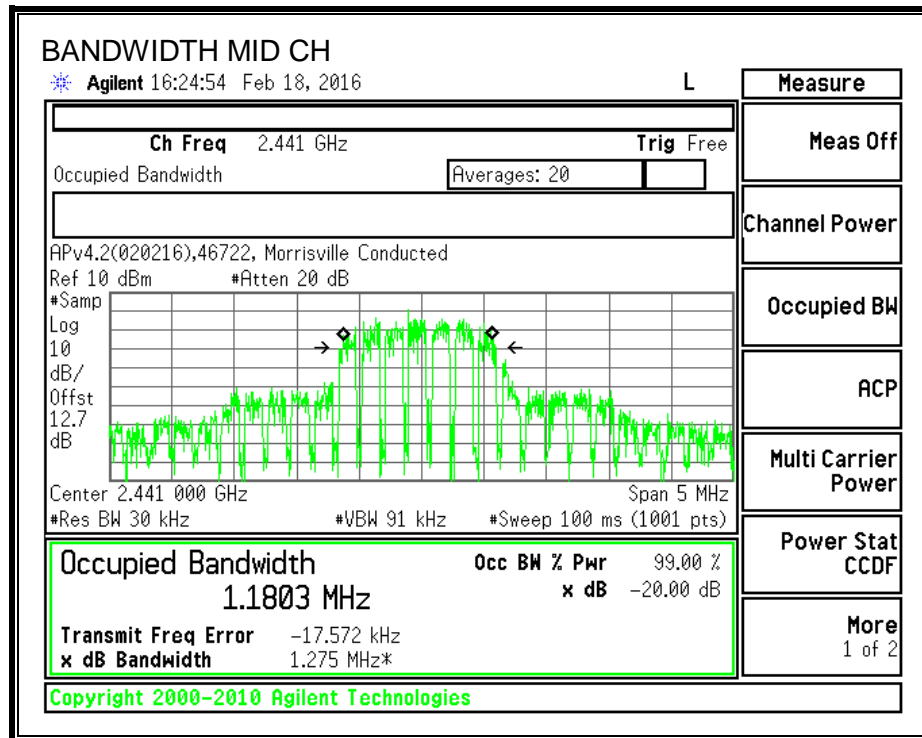 BANDWIDTH MID CH
Agilent 16:24:54 Feb 18, 2016 L
Measure
Ch Freq 2.441 GHz Trig Free
Meas Off
Occupied Bandwidth Averages: 20
Channel Power
APv4.2(020216),46722, Morrisville Conducted
Ref 10 dBm #Atten 20 dB
#Samp
Log
10
dB/
Offst
12.7
dB
Occupied BW
ACP
Multi Carrier
Power
Center 2.441 000 GHz Span 5 MHz
#Res BW 30 kHz #VBW 91 kHz #Sweep 100 ms (1001 pts)
Power Stat
CCDF
Occupied Bandwidth Occ BW % Pwr 99.00 %
1.1803 MHz x dB -20.00 dB
Transmit Freq Error -17.572 kHz
x dB Bandwidth 1.275 MHz*
More
1 of 2
Copyright 2000-2010 Agilent Technologies